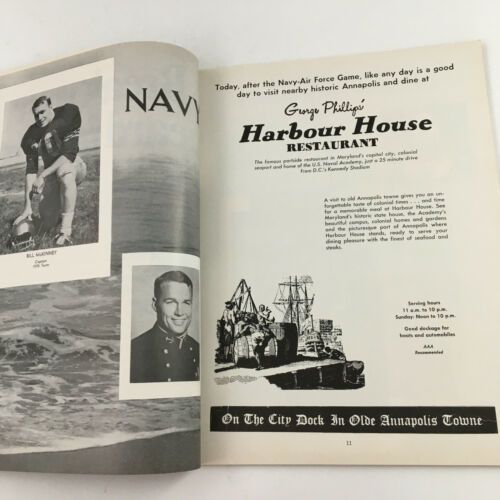 NAVY
BILL McKINNEY
Captain
1970 Team
Today, after the Navy-Air Force Game, like any day is a good
day to visit nearby historic Annapolis and dine at
George Phillips'
Harbour House
RESTAURANT
The famous portside restaurant in Maryland's capital city, colonial
seaport and home of the U.S. Naval Academy, just a 25 minute drive
From D.C.'s Kennedy Stadium
A visit to old Annapolis towne gives you an un-
forgettable taste of colonial times . . . and time
for a memorable meal at Harbour House. See
Maryland's historic state house, the Academy's
beautiful campus, colonial homes and gardens
and the picturesque port of Annapolis where
Harbour House stands, ready to serve your
dining pleasure with the finest of seafood and
steaks.
Serving hours
11 a.m. to 10 p.m.
Sunday: Noon to 10 p.m.
Good dockage for
boats and automobiles
AAA
Recommended
On The City Dock In Olde Annapolis Towne
11